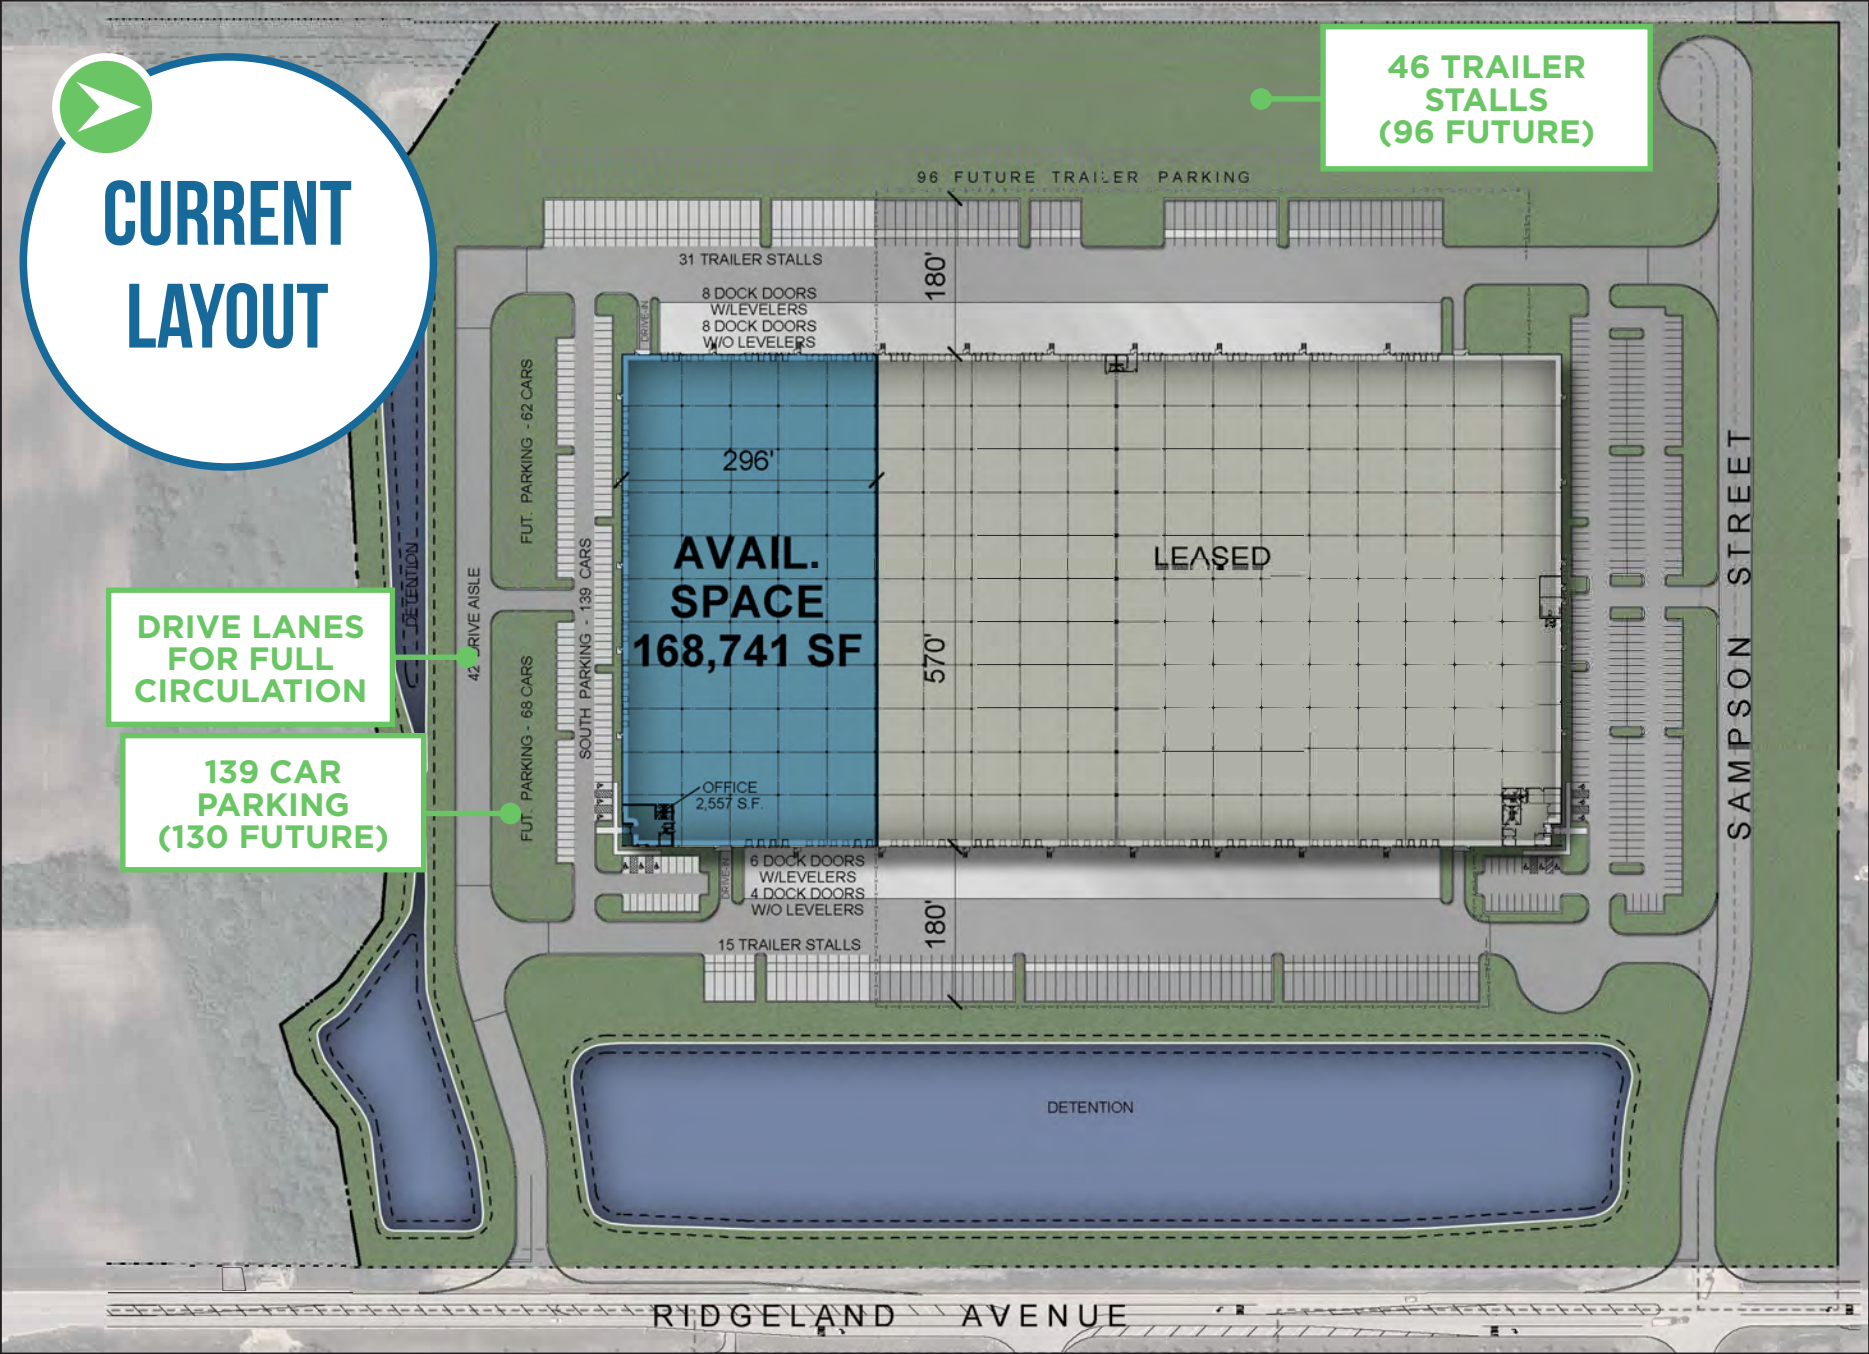 CURRENT
LAYOUT
46 TRAILER
STALLS
(96 FUTURE)
96 FUTURE TRAILER PARKING
31 TRAILER STALLS
180'
8 DOCK DOORS
W/LEVELERS
8 DOCK DOORS
W/O LEVELERS
DRIVE-IN
FUT. PARKING - 62 CARS
SOUTH PARKING - 139 CARS
296'
AVAIL.
SPACE
168,741 SF
LEASED
570'
DETENTION
42' DRIVE AISLE
DRIVE LANES
FOR FULL
CIRCULATION
139 CAR
PARKING
(130 FUTURE)
FUT. PARKING - 68 CARS
OFFICE
2,557 S.F.
DRIVE-IN
6 DOCK DOORS
W/LEVELERS
4 DOCK DOORS
W/O LEVELERS
180'
15 TRAILER STALLS
SAMPSON STREET
DETENTION
RIDGELAND AVENUE